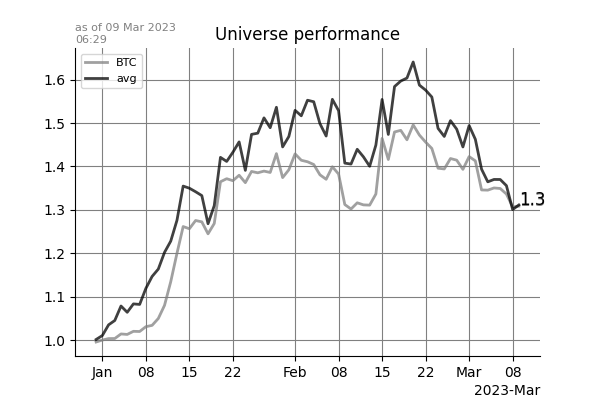 as of 09 Mar 2023
06:29
Universe performance
BTC
avg
1.6
1.5
1.4
1.3
1.2
1.1
1.0
1.3
Jan 08 15 22 Feb 08 15 22 Mar 08
2023-Mar